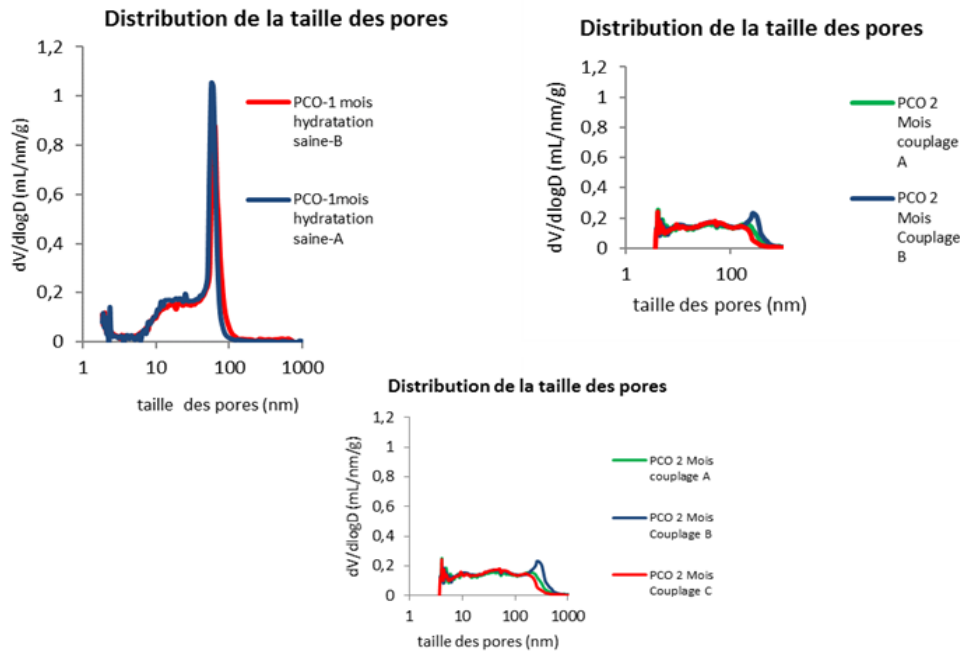 Distribution de la taille des pores
1,2
1
0,8
0,6
0,4
0,2
0
dV/dlogD (mL/nm/g)
1
10
100
1000
taille des pores (nm)
PCO-1 mois
hydratation
saine-B
PCO-1mois
hydratation
saine-A
Distribution de la taille des pores
1,2
1
0,8
0,6
0,4
0,2
0
dV/dlogD (mL/nm/g)
1
100
taille des pores (nm)
PCO 2
Mois
couplage
A
PCO 2
Mois
Couplage
B
Distribution de la taille des pores
1,2
1
0,8
0,6
0,4
0,2
0
dV/dlogD (mL/nm/g)
1
10
100
1000
taille des pores (nm)
PCO 2 Mois
couplage A
PCO 2 Mois
Couplage B
PCO 2 Mois
Couplage C